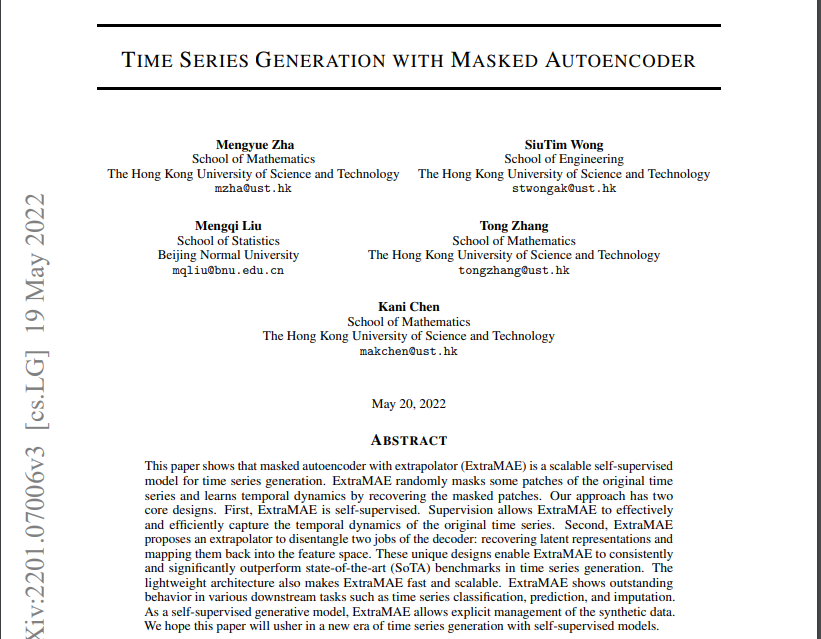 TIME SERIES GENERATION WITH MASKED AUTOENCODER
Mengyue Zha
School of Mathematics
The Hong Kong University of Science and Technology
mzha@ust.hk
SiuTim Wong
School of Engineering
The Hong Kong University of Science and Technology
stwongak@ust.hk
Mengqi Liu
School of Statistics
Beijing Normal University
mqliu@bnu.edu.cn
Tong Zhang
School of Mathematics
The Hong Kong University of Science and Technology
tongzhang@ust.hk
Kani Chen
School of Mathematics
The Hong Kong University of Science and Technology
makchen@ust.hk
May 20, 2022
ABSTRACT
This paper shows that masked autoencoder with extrapolator (ExtraMAE) is a scalable self-supervised
model for time series generation. ExtraMAE randomly masks some patches of the original time
series and learns temporal dynamics by recovering the masked patches. Our approach has two
core designs. First, ExtraMAE is self-supervised. Supervision allows ExtraMAE to effectively
and efficiently capture the temporal dynamics of the original time series. Second, ExtraMAE
proposes an extrapolator to disentangle two jobs of the decoder: recovering latent representations and
mapping them back into the feature space. These unique designs enable ExtraMAE to consistently
and significantly outperform state-of-the-art (SoTA) benchmarks in time series generation. The
lightweight architecture also makes ExtraMAE fast and scalable. ExtraMAE shows outstanding
behavior in various downstream tasks such as time series classification, prediction, and imputation.
As a self-supervised generative model, ExtraMAE allows explicit management of the synthetic data.
We hope this paper will usher in a new era of time series generation with self-supervised models.
Xiv:2201.07006v3 [cs.LG] 19 May 2022